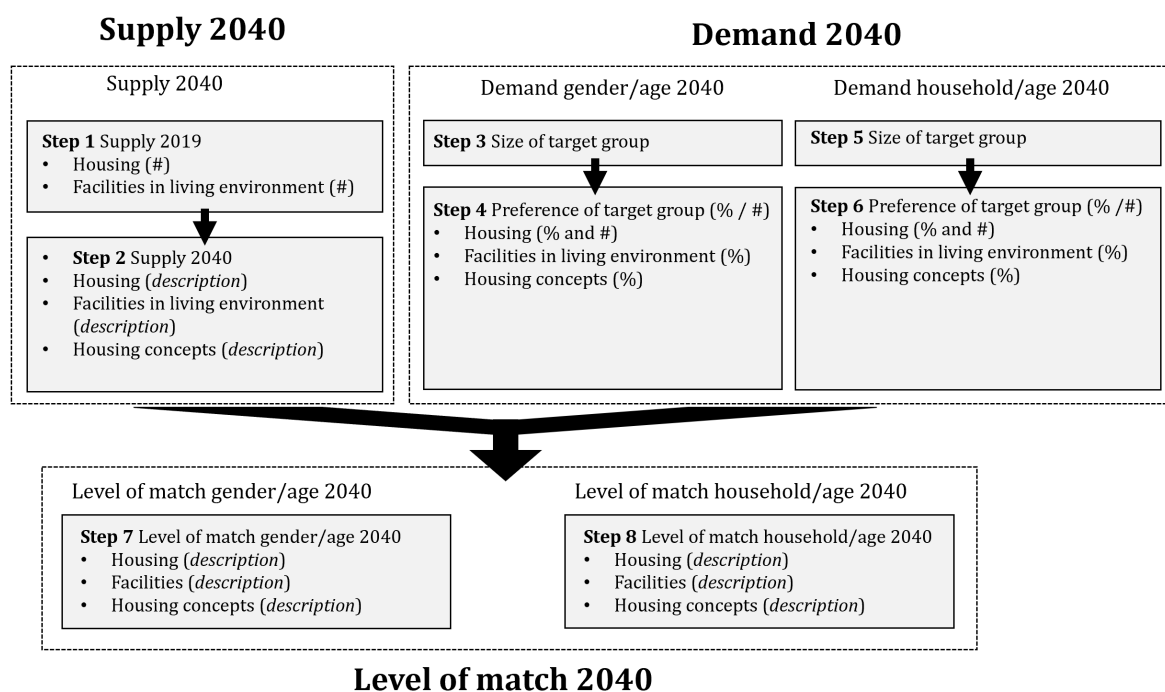 Supply 2040
Demand 2040
Supply 2040
Step 1 Supply 2019
• Housing (#)
• Facilities in living environment (#)
• Step 2 Supply 2040
• Housing (description)
• Facilities in living environment
(description)
• Housing concepts (description)
Demand gender/age 2040
Step 3 Size of target group
Step 4 Preference of target group (% / #)
• Housing (% and #)
• Facilities in living environment (%)
• Housing concepts (%)
Demand household/age 2040
Step 5 Size of target group
Step 6 Preference of target group (% /#)
• Housing (% and #)
• Facilities in living environment (%)
• Housing concepts (%)
Level of match gender/age 2040
Step 7 Level of match gender/age 2040
• Housing (description)
• Facilities (description)
• Housing concepts (description)
Level of match household/age 2040
Step 8 Level of match household/age 2040
• Housing (description)
• Facilities (description)
• Housing concepts (description)
Level of match 2040